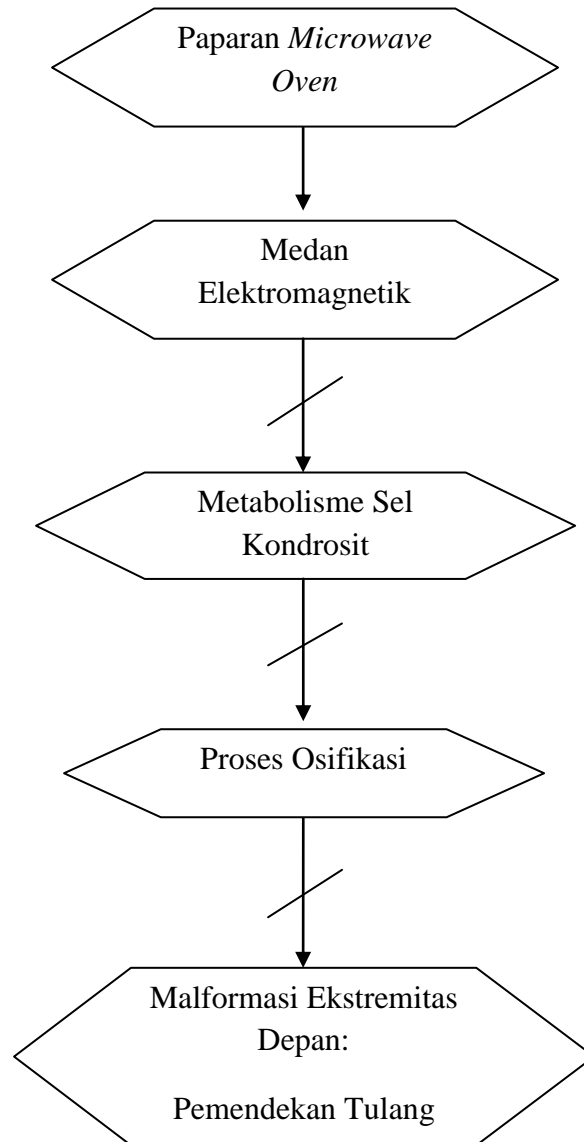 Paparan Microwave
Oven
Medan
Elektromagnetik
Metabolisme Sel
Kondrosit
Proses Osifikasi
Malformasi Ekstremitas
Depan:
Pemendekan Tulang